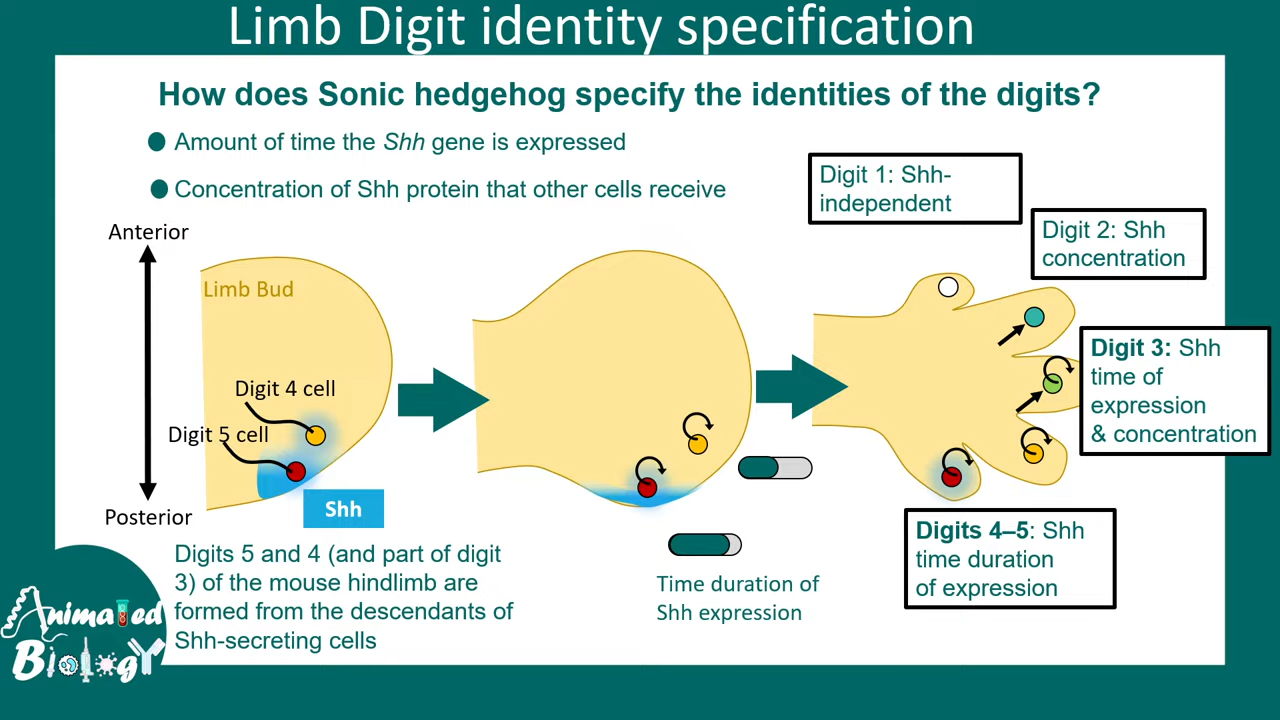 Limb Digit identity specification
How does Sonic hedgehog specify the identities of the digits?
Amount of time the Shh gene is expressed
Concentration of Shh protein that other cells receive
Digit 1: Shh-
independent
Digit 2: Shh
concentration
Anterior
Limb Bud
Digit 3: Shh
time of
expression
& concentration
Digit 4 cell
Digit 5 cell
Shh
Posterior
Digits 4–5: Shh
time duration
of expression
Digits 5 and 4 (and part of digit
3) of the mouse hindlimb are
formed from the descendants of
Shh-secreting cells
Time duration of
Shh expression
Animated
Biology